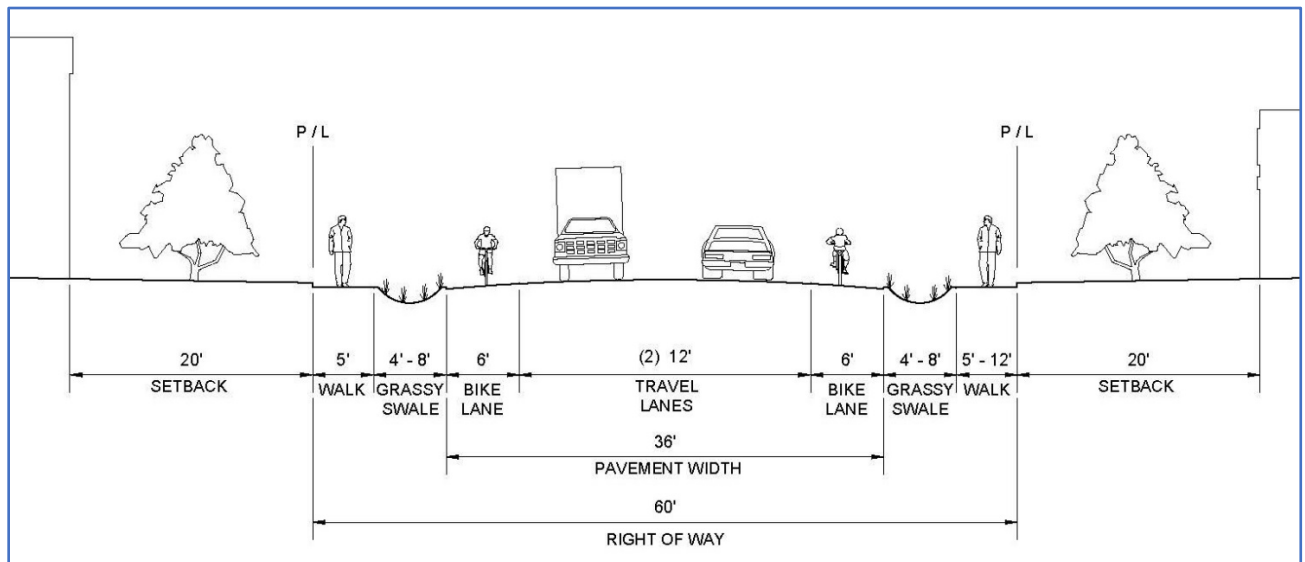 P / L
P / L
20'
SETBACK
5'
WALK
4' - 8'
GRASSY
SWALE
6'
BIKE
LANE
(2) 12'
TRAVEL
LANES
6'
BIKE
LANE
4' - 8'
GRASSY
SWALE
5' - 12'
WALK
20'
SETBACK
36'
PAVEMENT WIDTH
60'
RIGHT OF WAY